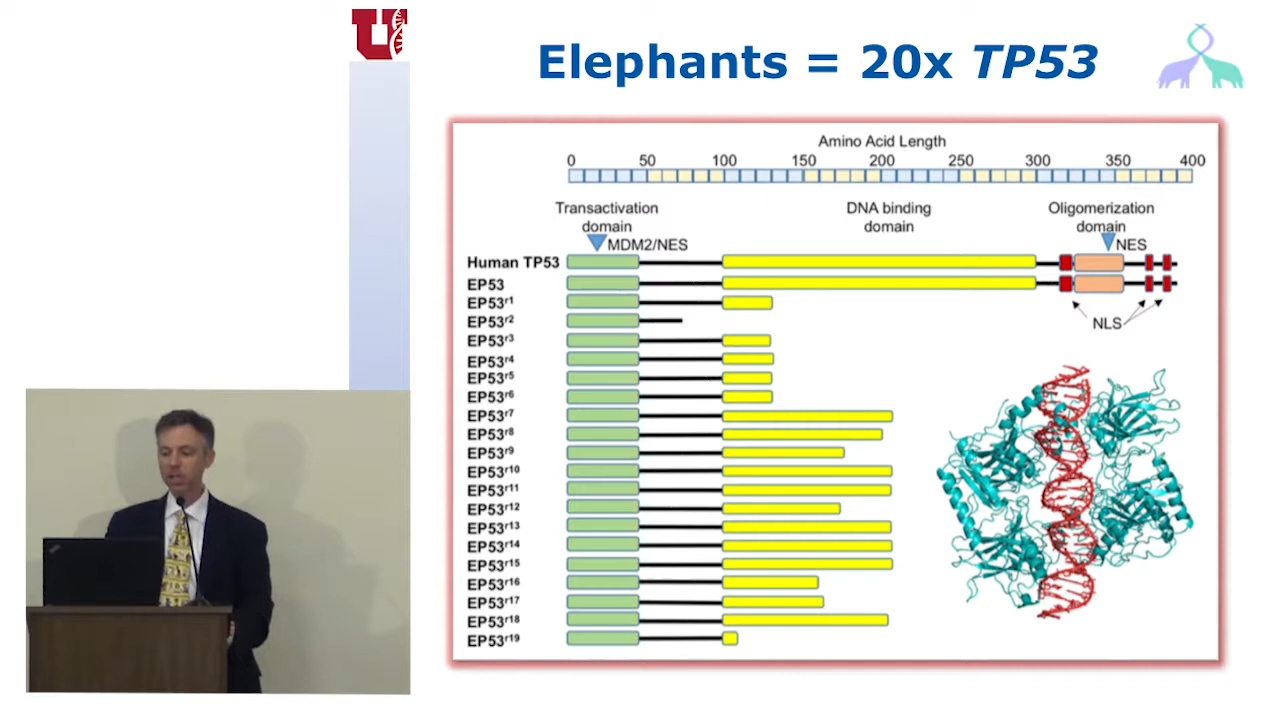 U
Elephants = 20x TP53
Amino Acid Length
0 50 100 150 200 250 300 350 400
Transactivation domain
DNA binding domain
Oligomerization domain
MDM2/NES
NES
Human TP53
EP53
EP53r1
NLS
EP53r2
EP53r3
EP53r4
EP53r5
EP53r6
EP53r7
EP53r8
EP53r9
EP53r10
EP53r11
EP53r12
EP53r13
EP53r14
EP53r15
EP53r16
EP53r17
EP53r18
EP53r19